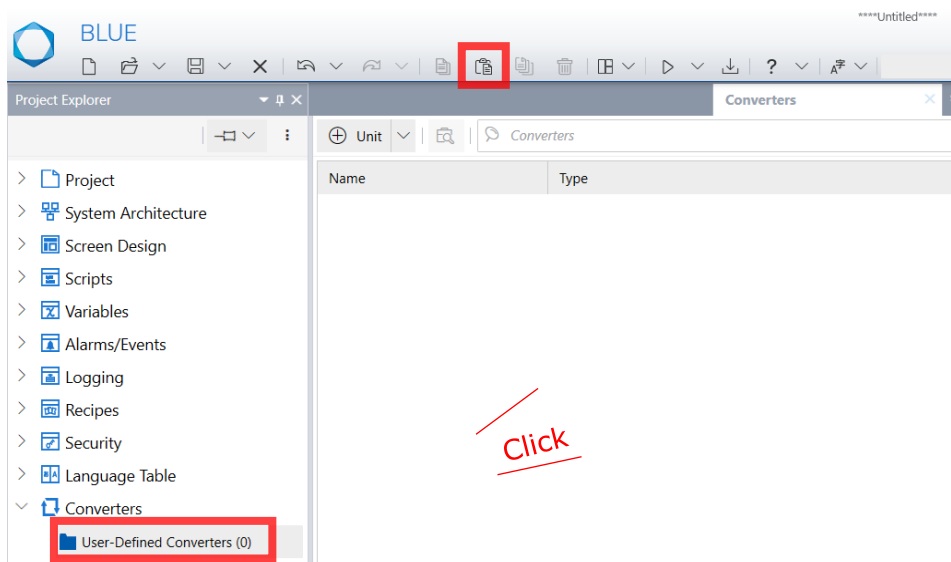 ****Untitled****
BLUE
Project Explorer
Converters
Unit
Converters
Name
Type
Project
System Architecture
Screen Design
Scripts
Variables
Alarms/Events
Logging
Recipes
Security
Language Table
Converters
User-Defined Converters (0)
Click